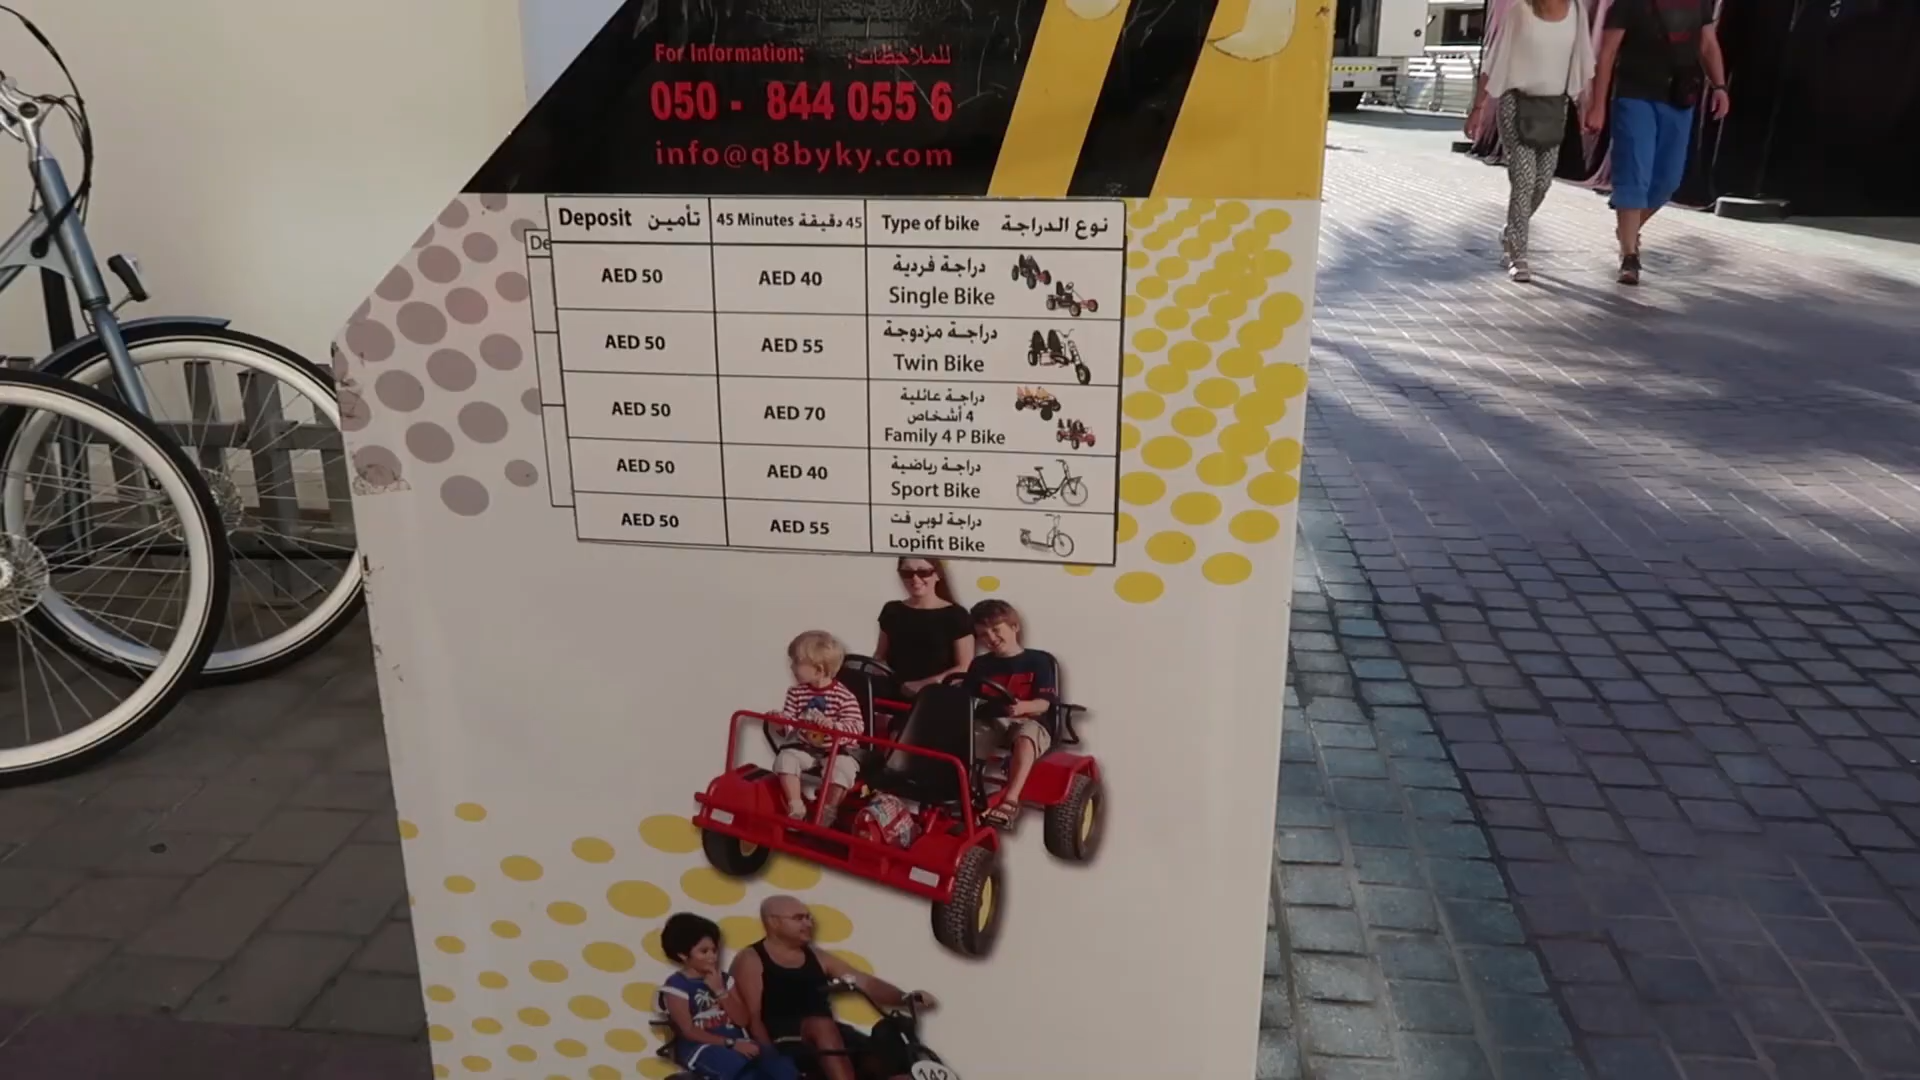 For Information: للملاحظات:
050 - 844 055 6
info@q8byky.com
Deposit تأمين 45 Minutes 45 دقيقة Type of bike نوع الدراجة
De
AED 50 AED 40 دراجة فردية
Single Bike
AED 50 AED 55 دراجة مزدوجة
Twin Bike
AED 50 AED 70 دراجة عائلية
4 أشخاص
Family 4 P Bike
AED 50 AED 40 دراجة رياضية
Sport Bike
AED 50 AED 55 دراجة لوبي فت
Lopifit Bike
142